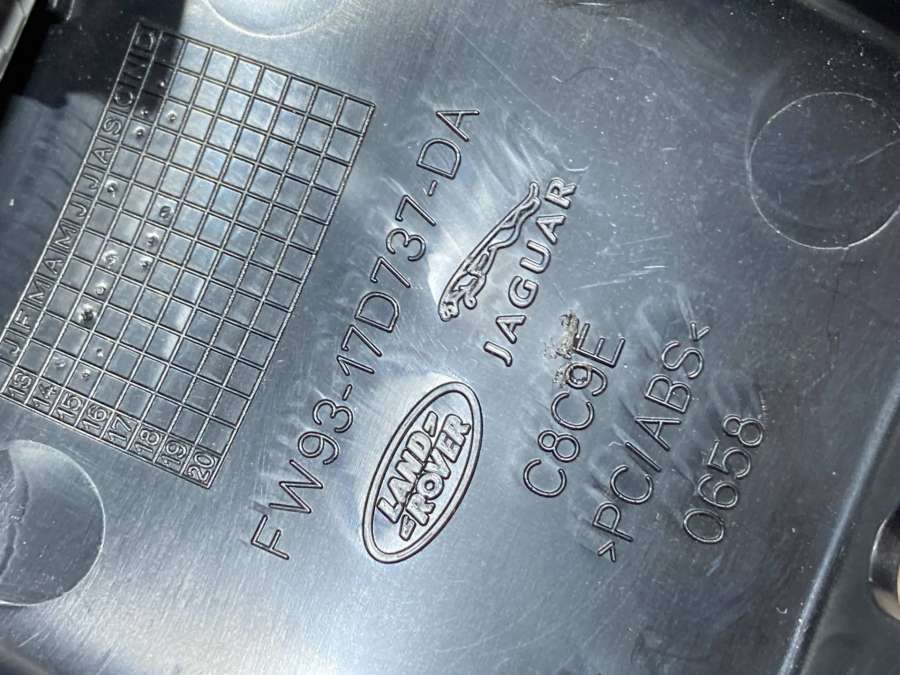 J F M A M J J A S O N D
13
14
15
16
17
18
19
20
FW93-17D737-DA
LAND
ROVER
JAGUAR
C8C9E
>PC/ABS<
0658